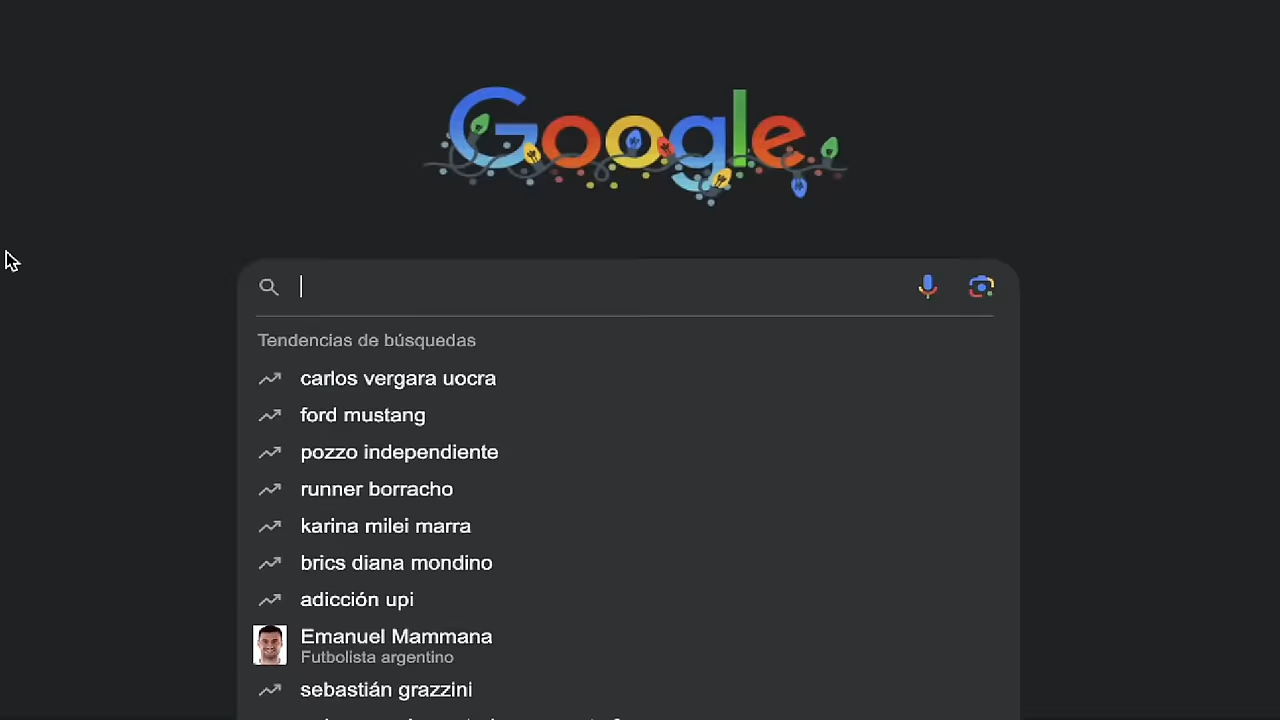 Google
Tendencias de búsquedas
carlos vergara uocra
ford mustang
pozzo independiente
runner borracho
karina milei marra
brics diana mondino
adicción upi
Emanuel Mammana
Futbolista argentino
sebastián grazzini